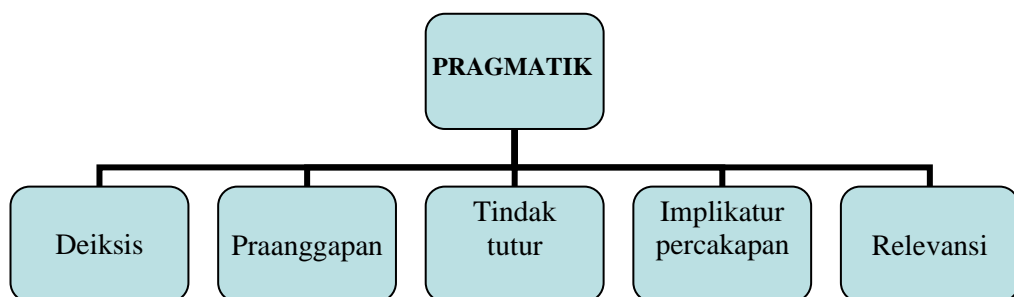 PRAGMATIK
Deiksis
Praanggapan
Tindak
tutur
Implikatur
percakapan
Relevansi